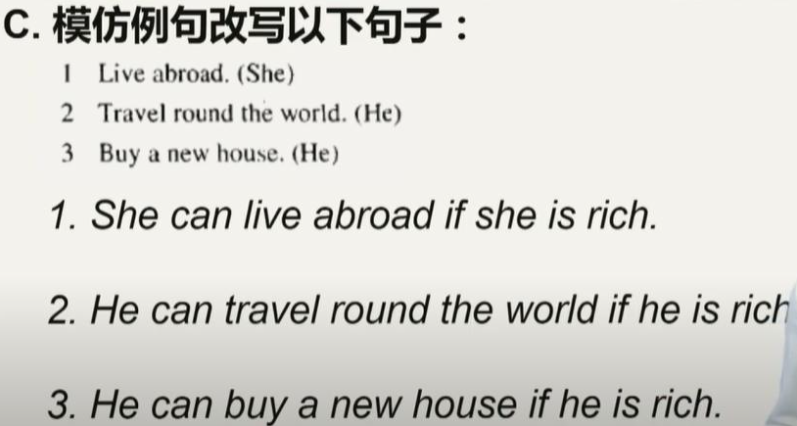 C. 模仿例句改写以下句子：
1 Live abroad. (She)
2 Travel round the world. (He)
3 Buy a new house. (He)
1. She can live abroad if she is rich.
2. He can travel round the world if he is rich
3. He can buy a new house if he is rich.